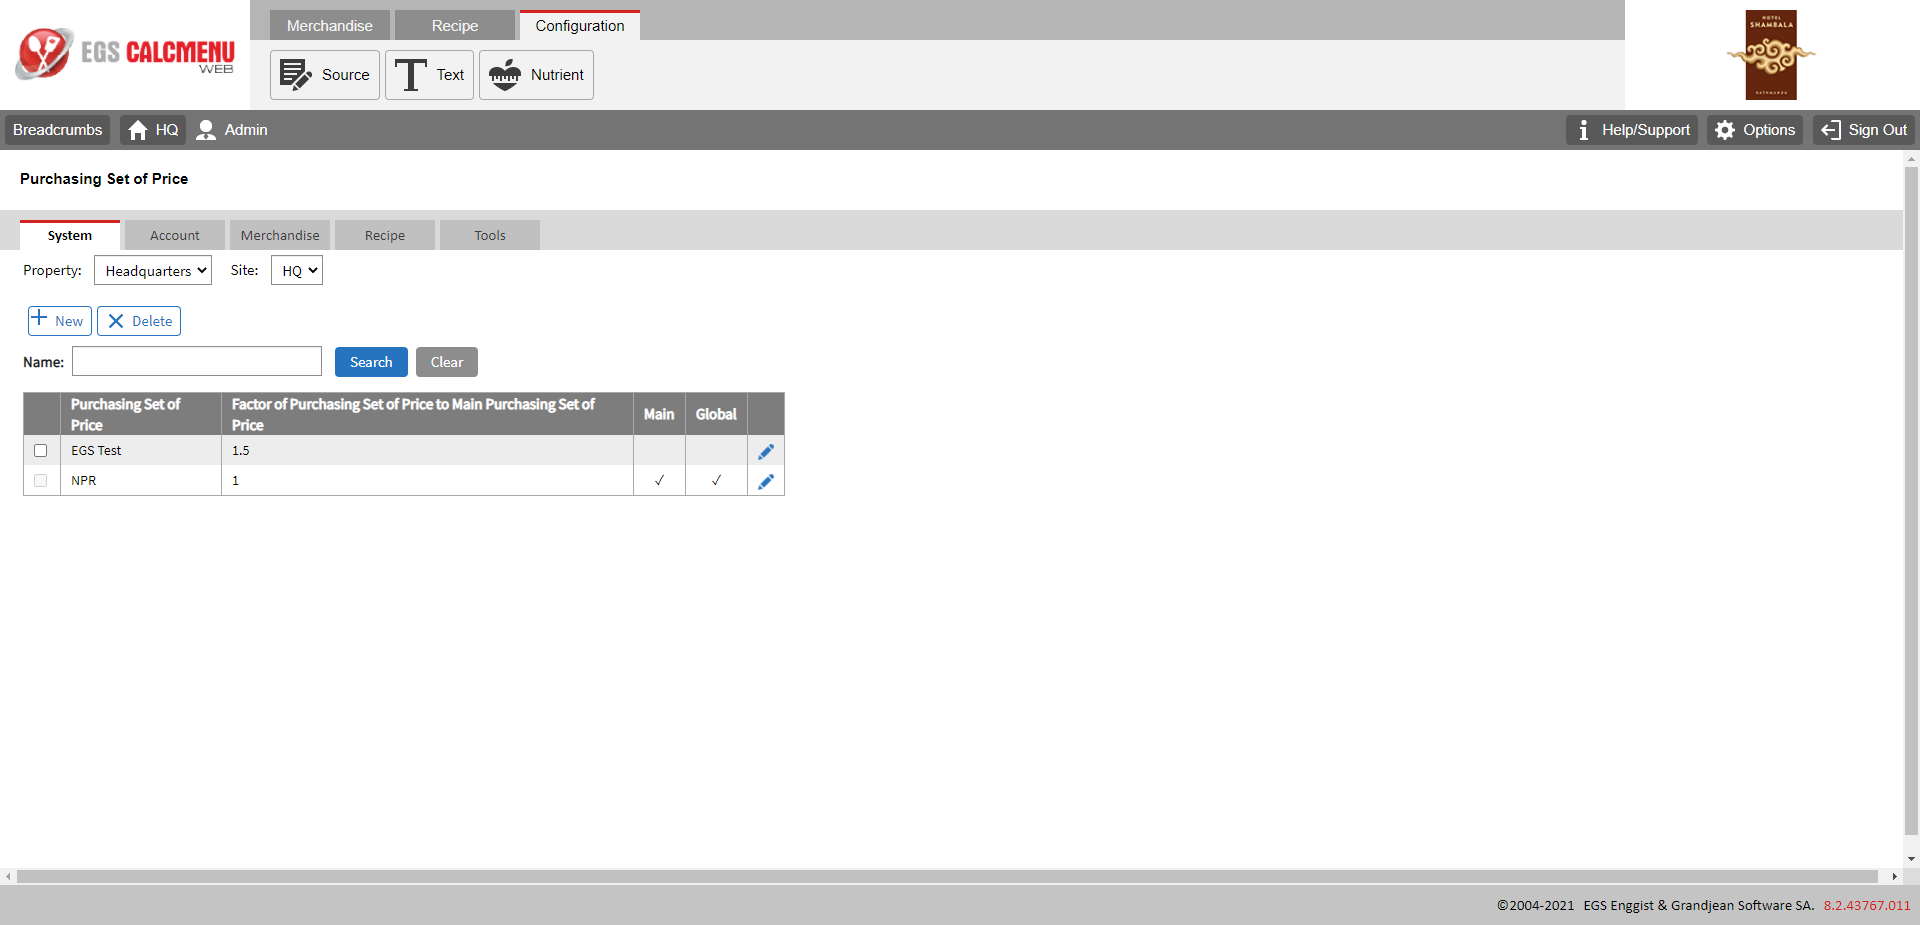 EGS CALCMENU
WEB
Merchandise Recipe Configuration
Source Text Nutrient
HOTEL
SHAMBALA
KATHMANDU
Breadcrumbs HQ Admin Help/Support Options Sign Out
Purchasing Set of Price
System Account Merchandise Recipe Tools
Property: Headquarters Site: HQ
New Delete
Name: Search Clear
Purchasing Set of
Price
Factor of Purchasing Set of Price to Main Purchasing Set of
Price
Main Global
EGS Test 1.5
NPR 1 ✓ ✓
©2004-2021 EGS Enggist & Grandjean Software SA. 8.2.43767.011